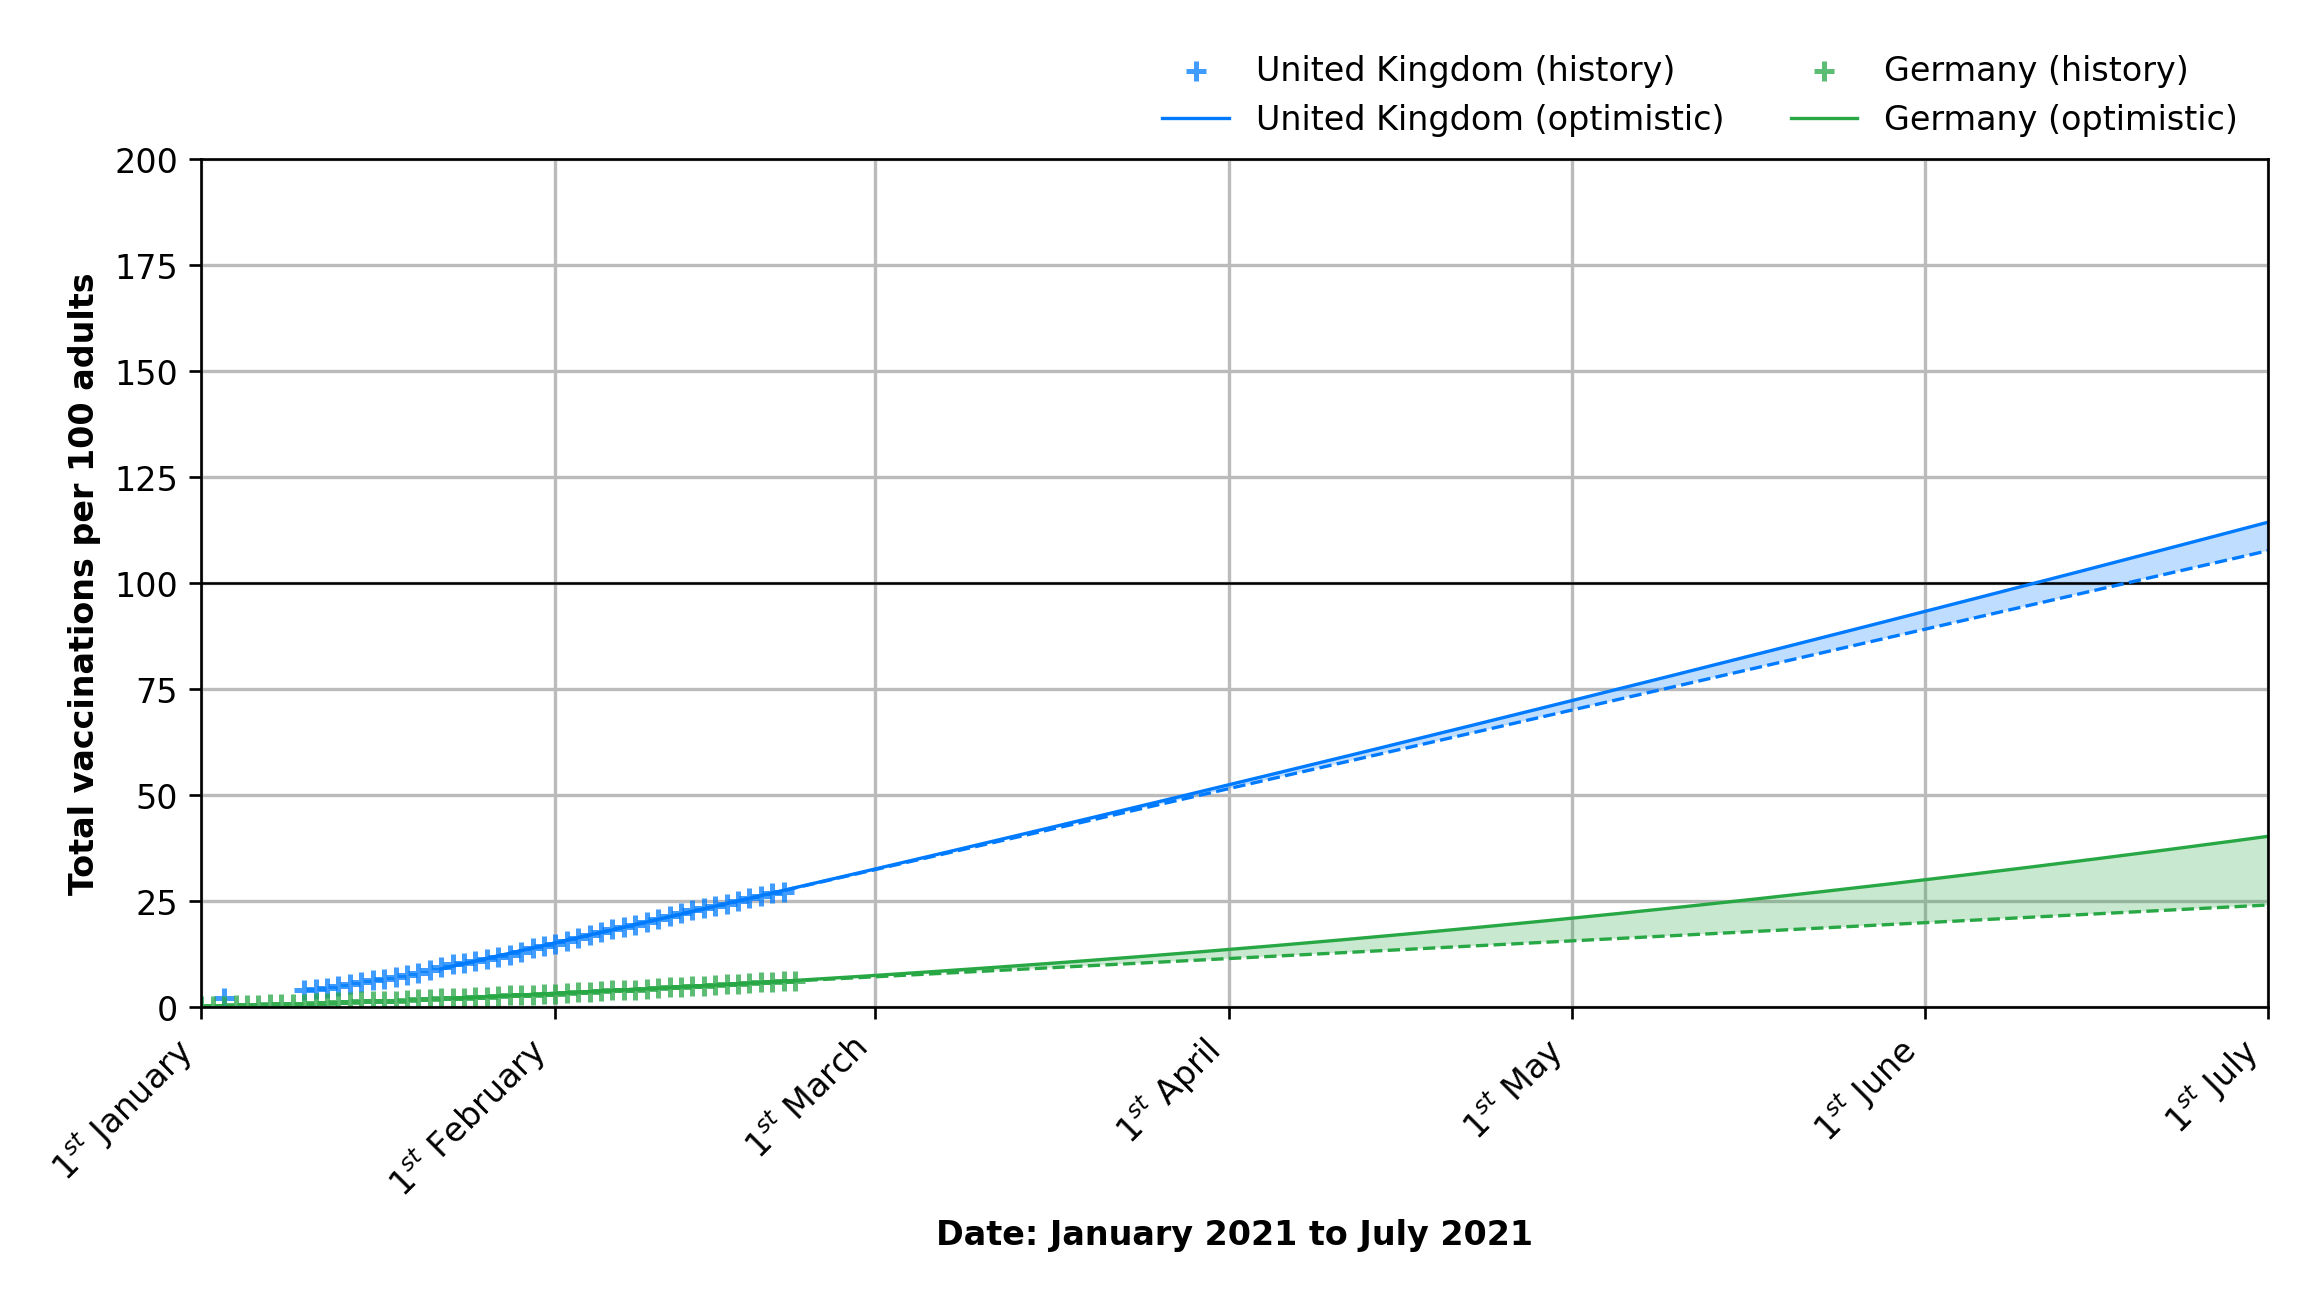 United Kingdom (history)
United Kingdom (optimistic)
Germany (history)
Germany (optimistic)
Total vaccinations per 100 adults
200
175
150
125
100
75
50
25
0
1st January
1st February
1st March
1st April
1st May
1st June
1st July
Date: January 2021 to July 2021